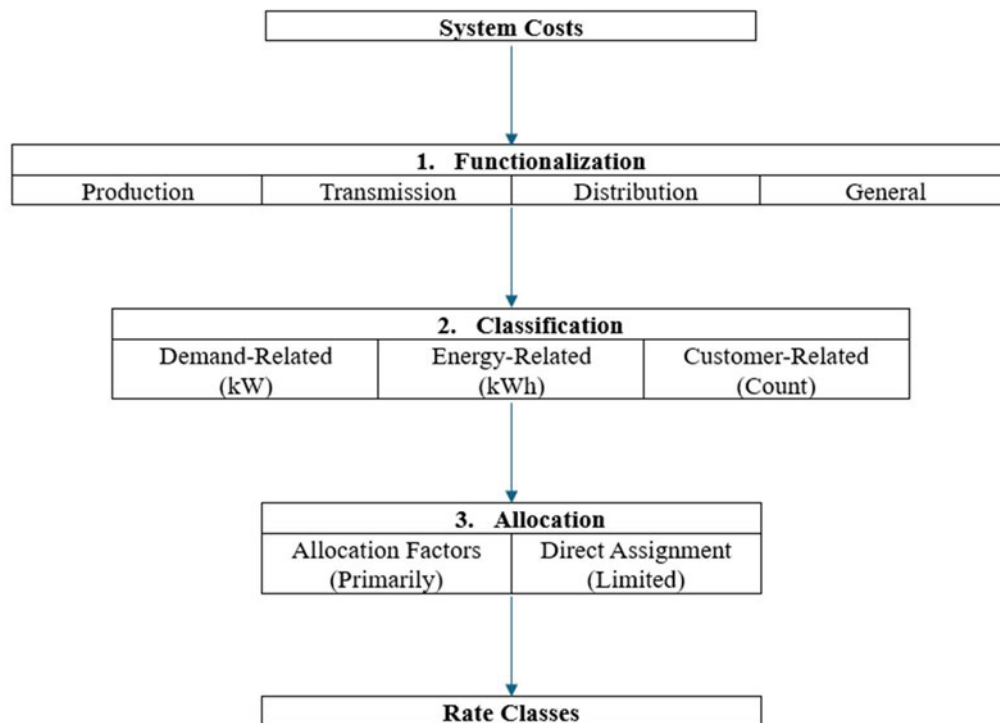 System Costs
1. Functionalization
Production Transmission Distribution General
2. Classification
Demand-Related Energy-Related Customer-Related
(kW) (kWh) (Count)
3. Allocation
Allocation Factors Direct Assignment
(Primarily) (Limited)
Rate Classes